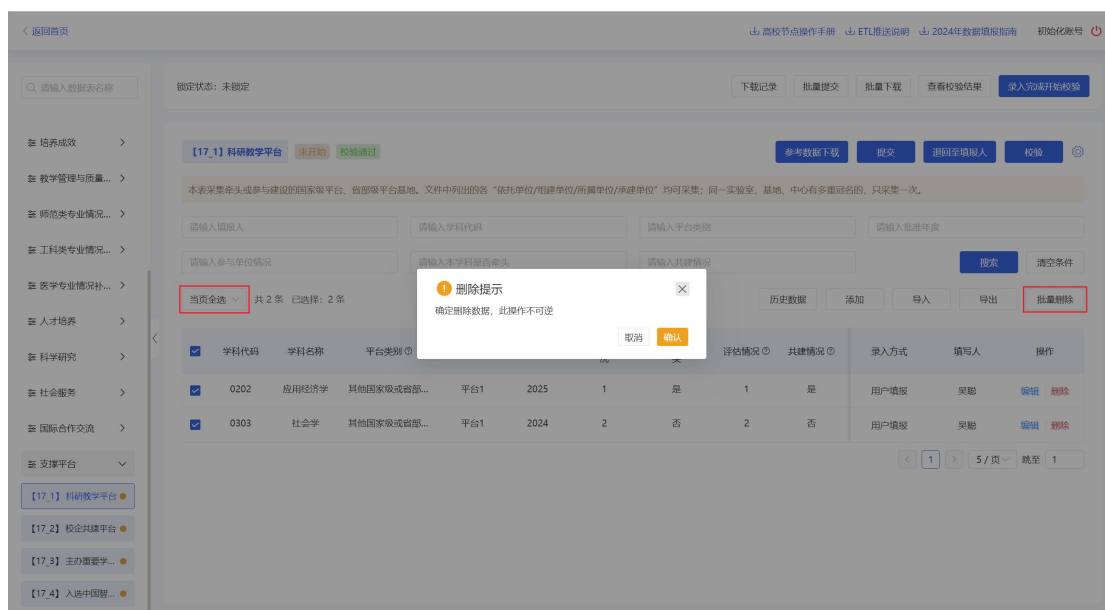 < 返回首页
高校节点操作手册 ETL推送说明 2024年数据填报指南 初始化账号
请输入数据表名称
锁定状态：未锁定 下载记录 批量提交 批量下载 查看校验结果 录入完成开始校验
培养成效
【17_1】科研教学平台 未开始 校验通过 参考数据下载 提交 退回至填报人 校验
教学管理与质量...
本表采集牵头或参与建设的国家级平台、省部级平台基地。文件中列出的各“依托单位/组建单位/所属单位/承建单位”均可采集；同一实验室、基地、中心有多重冠名的，只采集一次。
师范类专业情况...
请输入填报人 请输入学科代码 请输入平台类别 请输入批准年度
工科类专业情况...
请输入参与单位情况 请输入本学科是否牵头 请输入共建情况 搜索 清空条件
医学专业情况补...
当页全选 共 2 条 已选择：2 条 历史数据 添加 导入 导出 批量删除
删除提示
确定删除数据，此操作不可逆
取消 确认
人才培养
科学研究
学科代码 学科名称 平台类别 况 头 评估情况 共建情况 录入方式 填写人 操作
社会服务
0202 应用经济学 其他国家级或省部... 平台1 2025 1 是 1 是 用户填报 吴聪 编辑 删除
0303 社会学 其他国家级或省部... 平台1 2024 2 否 2 否 用户填报 吴聪 编辑 删除
国际合作交流
< 1 > 5 / 页 跳至 1
支撑平台
【17_1】科研教学平台
【17_2】校企共建平台
【17_3】主办重要学...
【17_4】入选中国智...